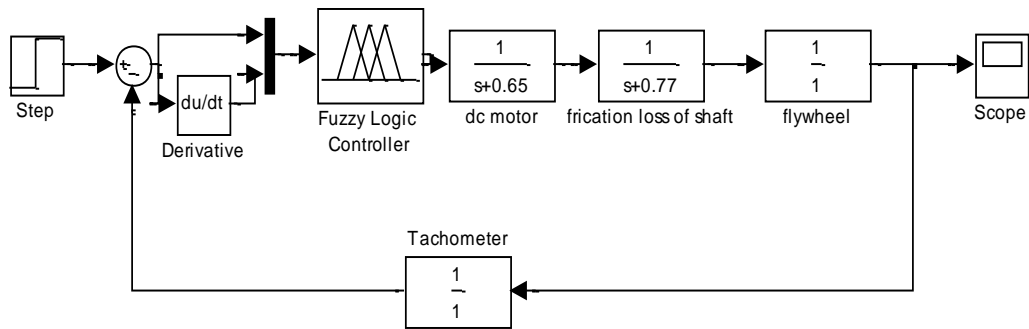 Step
+
-
du/dt
Derivative
Fuzzy Logic
Controller
1
s+0.65
dc motor
1
s+0.77
frication loss of shaft
1
1
flywheel
Scope
Tachometer
1
1